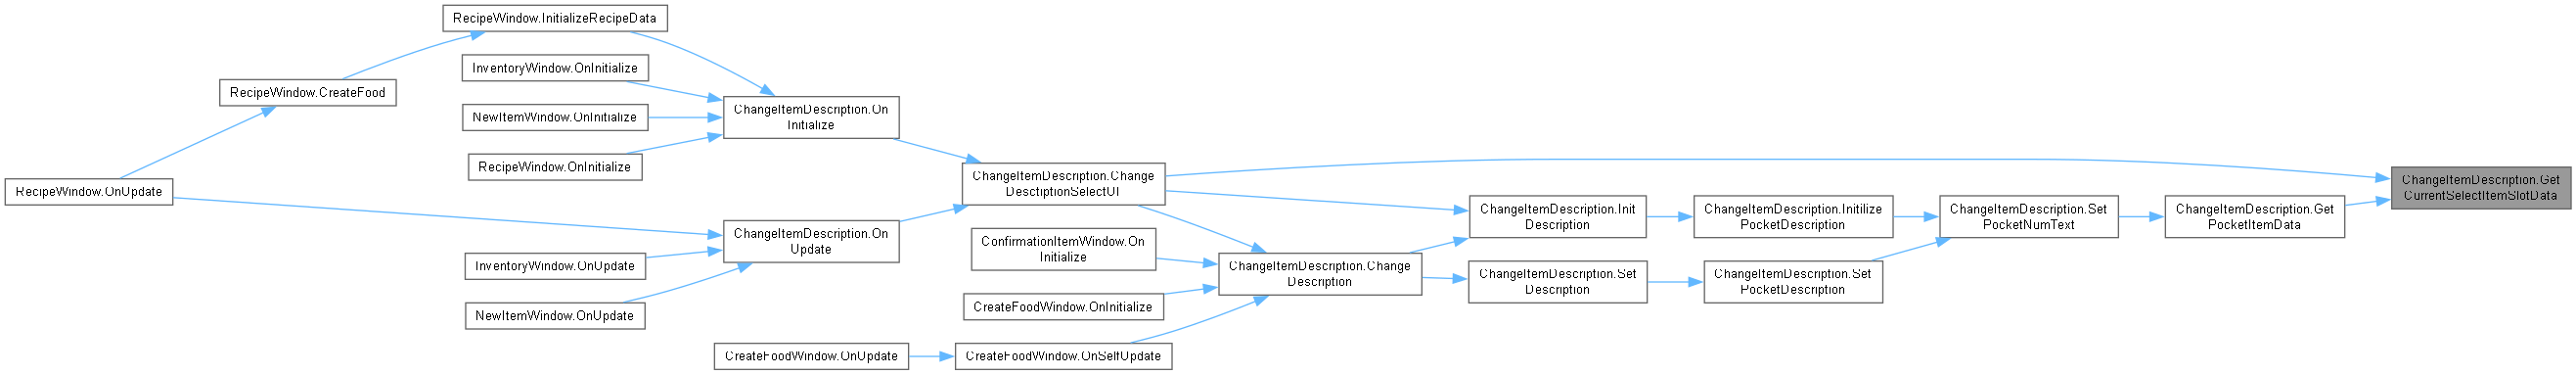 RecipeWindow.InitializeRecipeData
InventoryWindow.OnInitialize
RecipeWindow.CreateFood
ChangeItemDescription.On
Initialize
NewItemWindow.OnInitialize
RecipeWindow.OnInitialize
RecipeWindow.OnUpdate
ChangeItemDescription.Change
DesctiptionSelectUI
ChangeItemDescription.Get
CurrentSelectItemSlotData
ChangeItemDescription.On
Update
InventoryWindow.OnUpdate
NewItemWindow.OnUpdate
ConfirmationItemWindow.On
Initialize
ChangeItemDescription.Init
Description
ChangeItemDescription.Initilize
PocketDescription
ChangeItemDescription.Set
PocketNumText
ChangeItemDescription.Get
PocketItemData
ChangeItemDescription.Change
Description
ChangeItemDescription.Set
Description
ChangeItemDescription.Set
PocketDescription
CreateFoodWindow.OnInitialize
CreateFoodWindow.OnUpdate
CreateFoodWindow.OnSelfUpdate